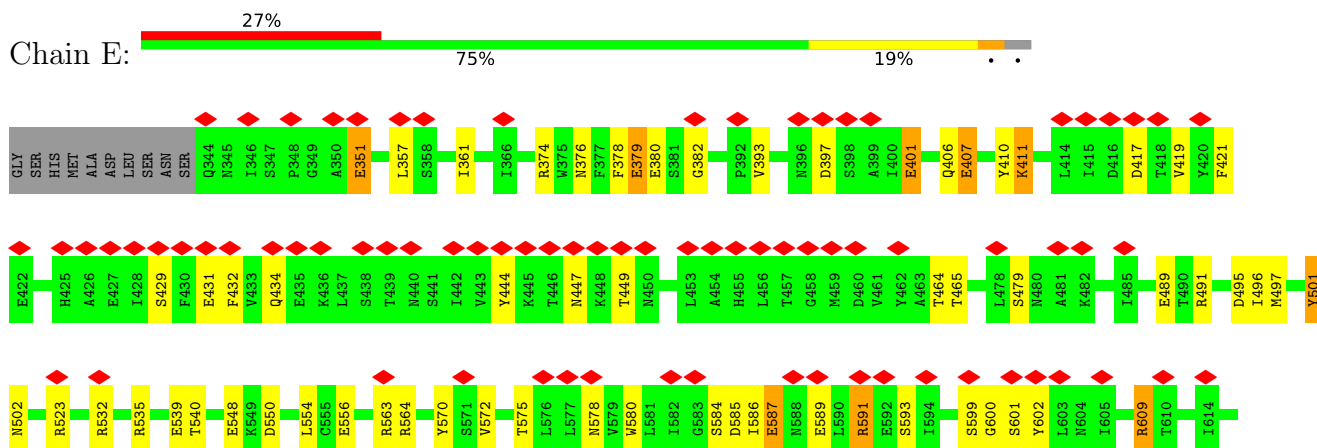 27%
Chain E:
75% 19% • •
GLY SER HIS MET ALA ASP LEU SER ASN SER Q344 N345 I346 S347 P348 G349 A350 E351 L357 S358 I361 I366 R374 W375 N376 F377 F378 E379 E380 S381 G382 P392 V393 N396 D397 S398 A399 I400 E401 Q406 E407 Y410 K411 L414 I415 D416 D417 T418 V419 Y420 F421
E422 H425 A426 E427 I428 S429 F430 E431 F432 V433 Q434 E435 K436 L437 S438 T439 N440 S441 I442 V443 Y444 K445 T446 N447 K448 T449 N450 L453 A454 H455 L456 T457 G458 M459 D460 V461 Y462 A463 T464 T465 L478 S479 N480 A481 K482 I485 E489 T490 R491 D495 I496 M497 Y501
N502 R523 R532 R535 E539 T540 E548 K549 D550 L554 C555 E556 R563 R564 Y570 S571 V572 T575 L576 L577 N578 V579 W580 L581 I582 G583 S584 D585 I586 E587 N588 E589 L590 R591 E592 S593 I594 S599 G600 S601 Y602 L603 N604 I605 R609 T610 I614